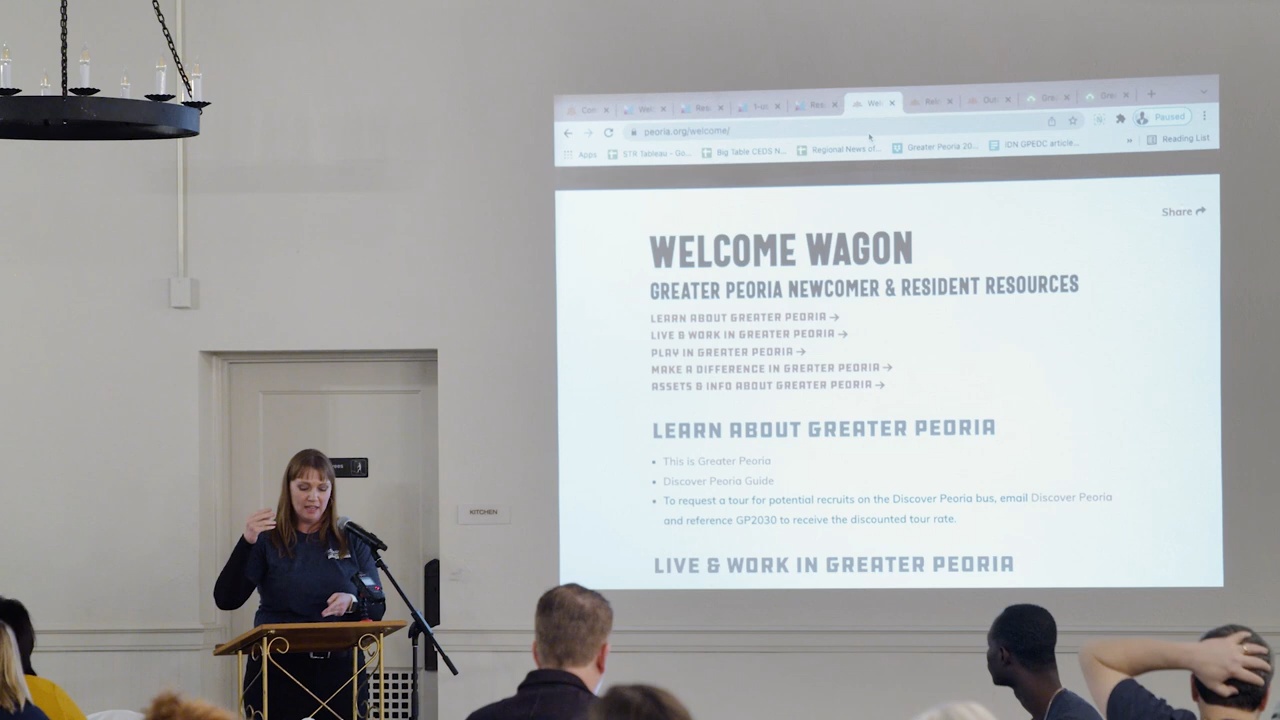 Paused
peoria.org/welcome/
Apps STR Tableau - Go... Big Table CEDS N... Regional News of... Greater Peoria 20... IDN GPEDC article... » Reading List
Share
WELCOME WAGON
GREATER PEORIA NEWCOMER & RESIDENT RESOURCES
LEARN ABOUT GREATER PEORIA →
LIVE & WORK IN GREATER PEORIA →
PLAY IN GREATER PEORIA →
MAKE A DIFFERENCE IN GREATER PEORIA →
ASSETS & INFO ABOUT GREATER PEORIA →
LEARN ABOUT GREATER PEORIA
• This is Greater Peoria
• Discover Peoria Guide
• To request a tour for potential recruits on the Discover Peoria bus, email Discover Peoria
and reference GP2030 to receive the discounted tour rate.
LIVE & WORK IN GREATER PEORIA
KITCHEN